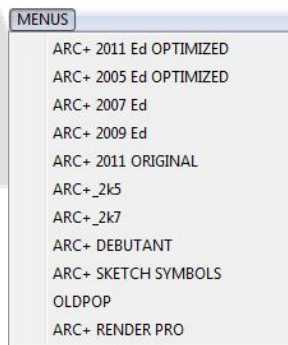 MENUS
ARC+ 2011 Ed OPTIMIZED
ARC+ 2005 Ed OPTIMIZED
ARC+ 2007 Ed
ARC+ 2009 Ed
ARC+ 2011 ORIGINAL
ARC+_2k5
ARC+_2k7
ARC+ DEBUTANT
ARC+ SKETCH SYMBOLS
OLDPOP
ARC+ RENDER PRO